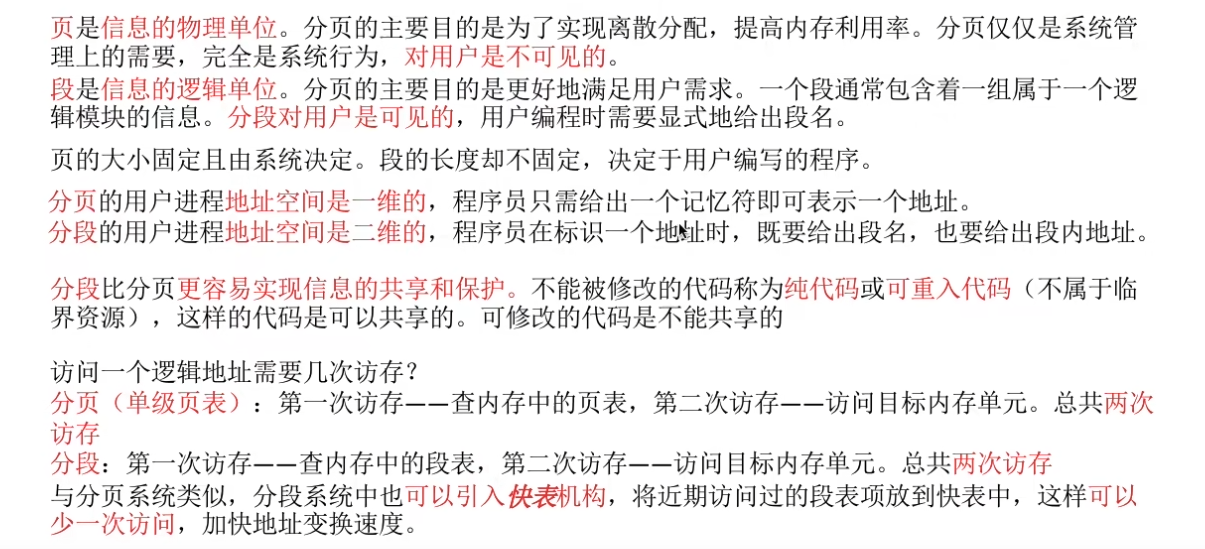 页是信息的物理单位。分页的主要目的是为了实现离散分配，提高内存利用率。分页仅仅是系统管
理上的需要，完全是系统行为，对用户是不可见的。
段是信息的逻辑单位。分页的主要目的是更好地满足用户需求。一个段通常包含着一组属于一个逻
辑模块的信息。分段对用户是可见的，用户编程时需要显式地给出段名。
页的大小固定且由系统决定。段的长度却不固定，决定于用户编写的程序。
分页的用户进程地址空间是一维的，程序员只需给出一个记忆符即可表示一个地址。
分段的用户进程地址空间是二维的，程序员在标识一个地址时，既要给出段名，也要给出段内地址。
分段比分页更容易实现信息的共享和保护。不能被修改的代码称为纯代码或可重入代码（不属于临
界资源），这样的代码是可以共享的。可修改的代码是不能共享的
访问一个逻辑地址需要几次访存？
分页（单级页表）：第一次访存——查内存中的页表，第二次访存——访问目标内存单元。总共两次
访存
分段：第一次访存——查内存中的段表，第二次访存——访问目标内存单元。总共两次访存
与分页系统类似，分段系统中也可以引入快表机构，将近期访问过的段表项放到快表中，这样可以
少一次访问，加快地址变换速度。